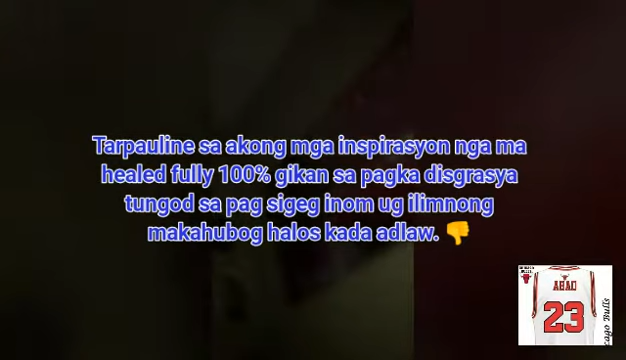 Tarpauline sa akong mga inspirasyon nga ma
healed fully 100% gikan sa pagka disgrasya
tungod sa pag sigeg inom ug ilimnong
makahubog halos kada adlaw. 👎
ABAD
23